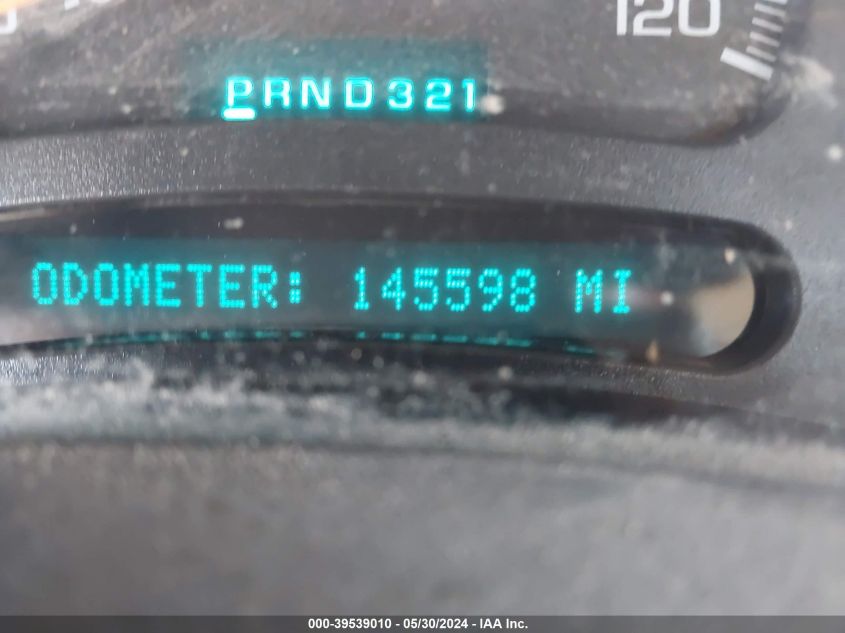 120
PRND321
ODOMETER: 145598 MI
000-39539010 - 05/30/2024 - IAA Inc.